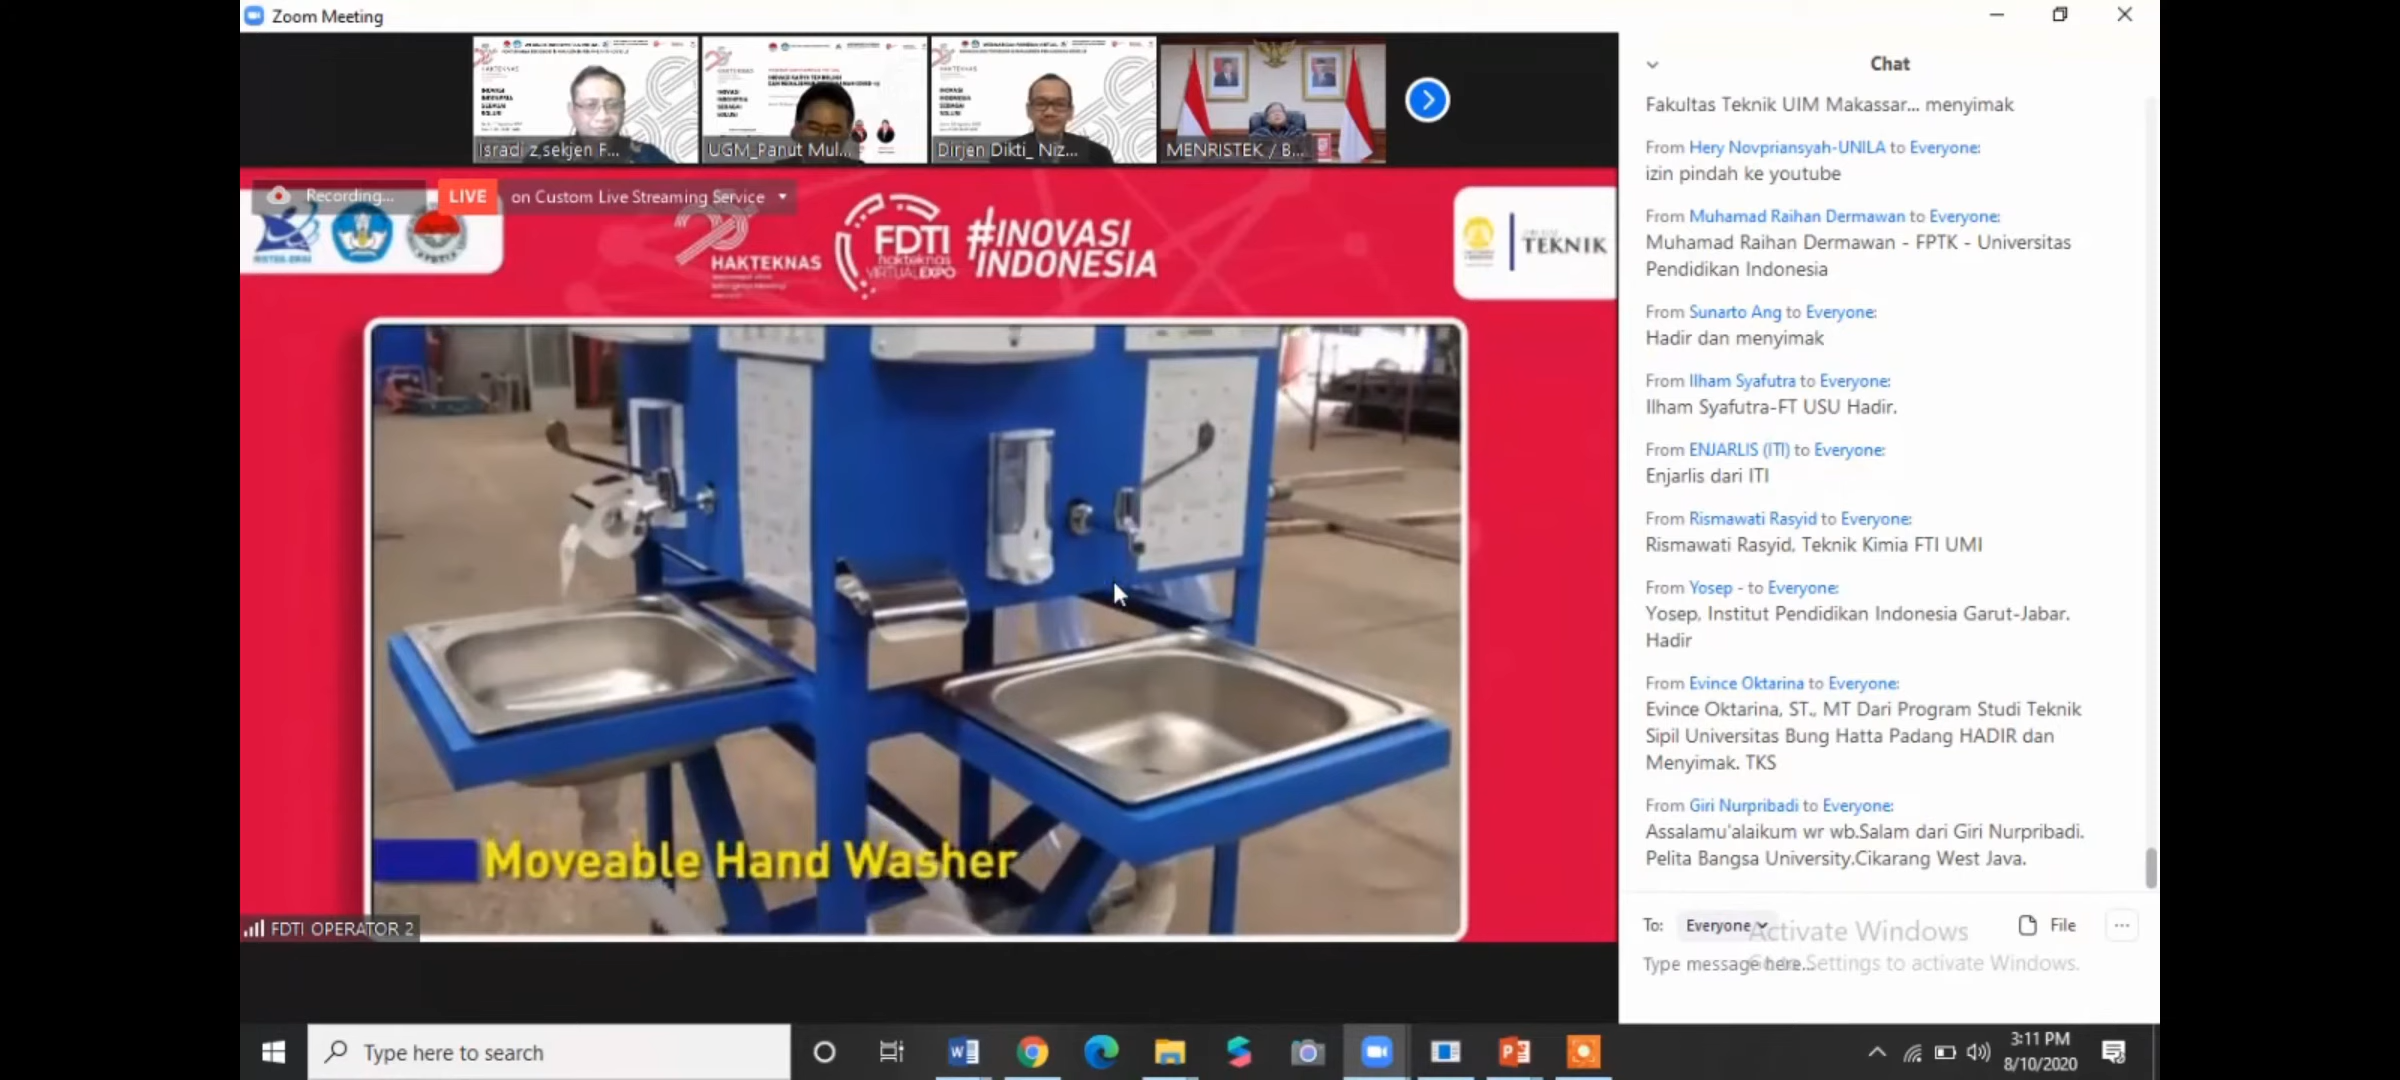 Zoom Meeting
Isradi z,sekjen F...
UGM_Panut Mul...
Dirjen Dikti_ Niz...
MENRISTEK / B...
Recording...
LIVE on Custom Live Streaming Service
HAKTEKNAS
FDTI
hakteknas
VIRTUAL EXPO
#INOVASI
INDONESIA
TEKNIK
Moveable Hand Washer
FDTI OPERATOR 2
Chat
Fakultas Teknik UIM Makassar... menyimak
From Hery Novpriansyah-UNILA to Everyone:
izin pindah ke youtube
From Muhamad Raihan Dermawan to Everyone:
Muhamad Raihan Dermawan - FPTK - Universitas
Pendidikan Indonesia
From Sunarto Ang to Everyone:
Hadir dan menyimak
From Ilham Syafutra to Everyone:
Ilham Syafutra-FT USU Hadir.
From ENJARLIS (ITI) to Everyone:
Enjarlis dari ITI
From Rismawati Rasyid to Everyone:
Rismawati Rasyid, Teknik Kimia FTI UMI
From Yosep - to Everyone:
Yosep, Institut Pendidikan Indonesia Garut-Jabar.
Hadir
From Evince Oktarina to Everyone:
Evince Oktarina, ST., MT Dari Program Studi Teknik
Sipil Universitas Bung Hatta Padang HADIR dan
Menyimak. TKS
From Giri Nurpribadi to Everyone:
Assalamu'alaikum wr wb.Salam dari Giri Nurpribadi.
Pelita Bangsa University.Cikarang West Java.
To: Everyone
File
Activate Windows
Type message here...
Go to Settings to activate Windows.
Type here to search
3:11 PM
8/10/2020